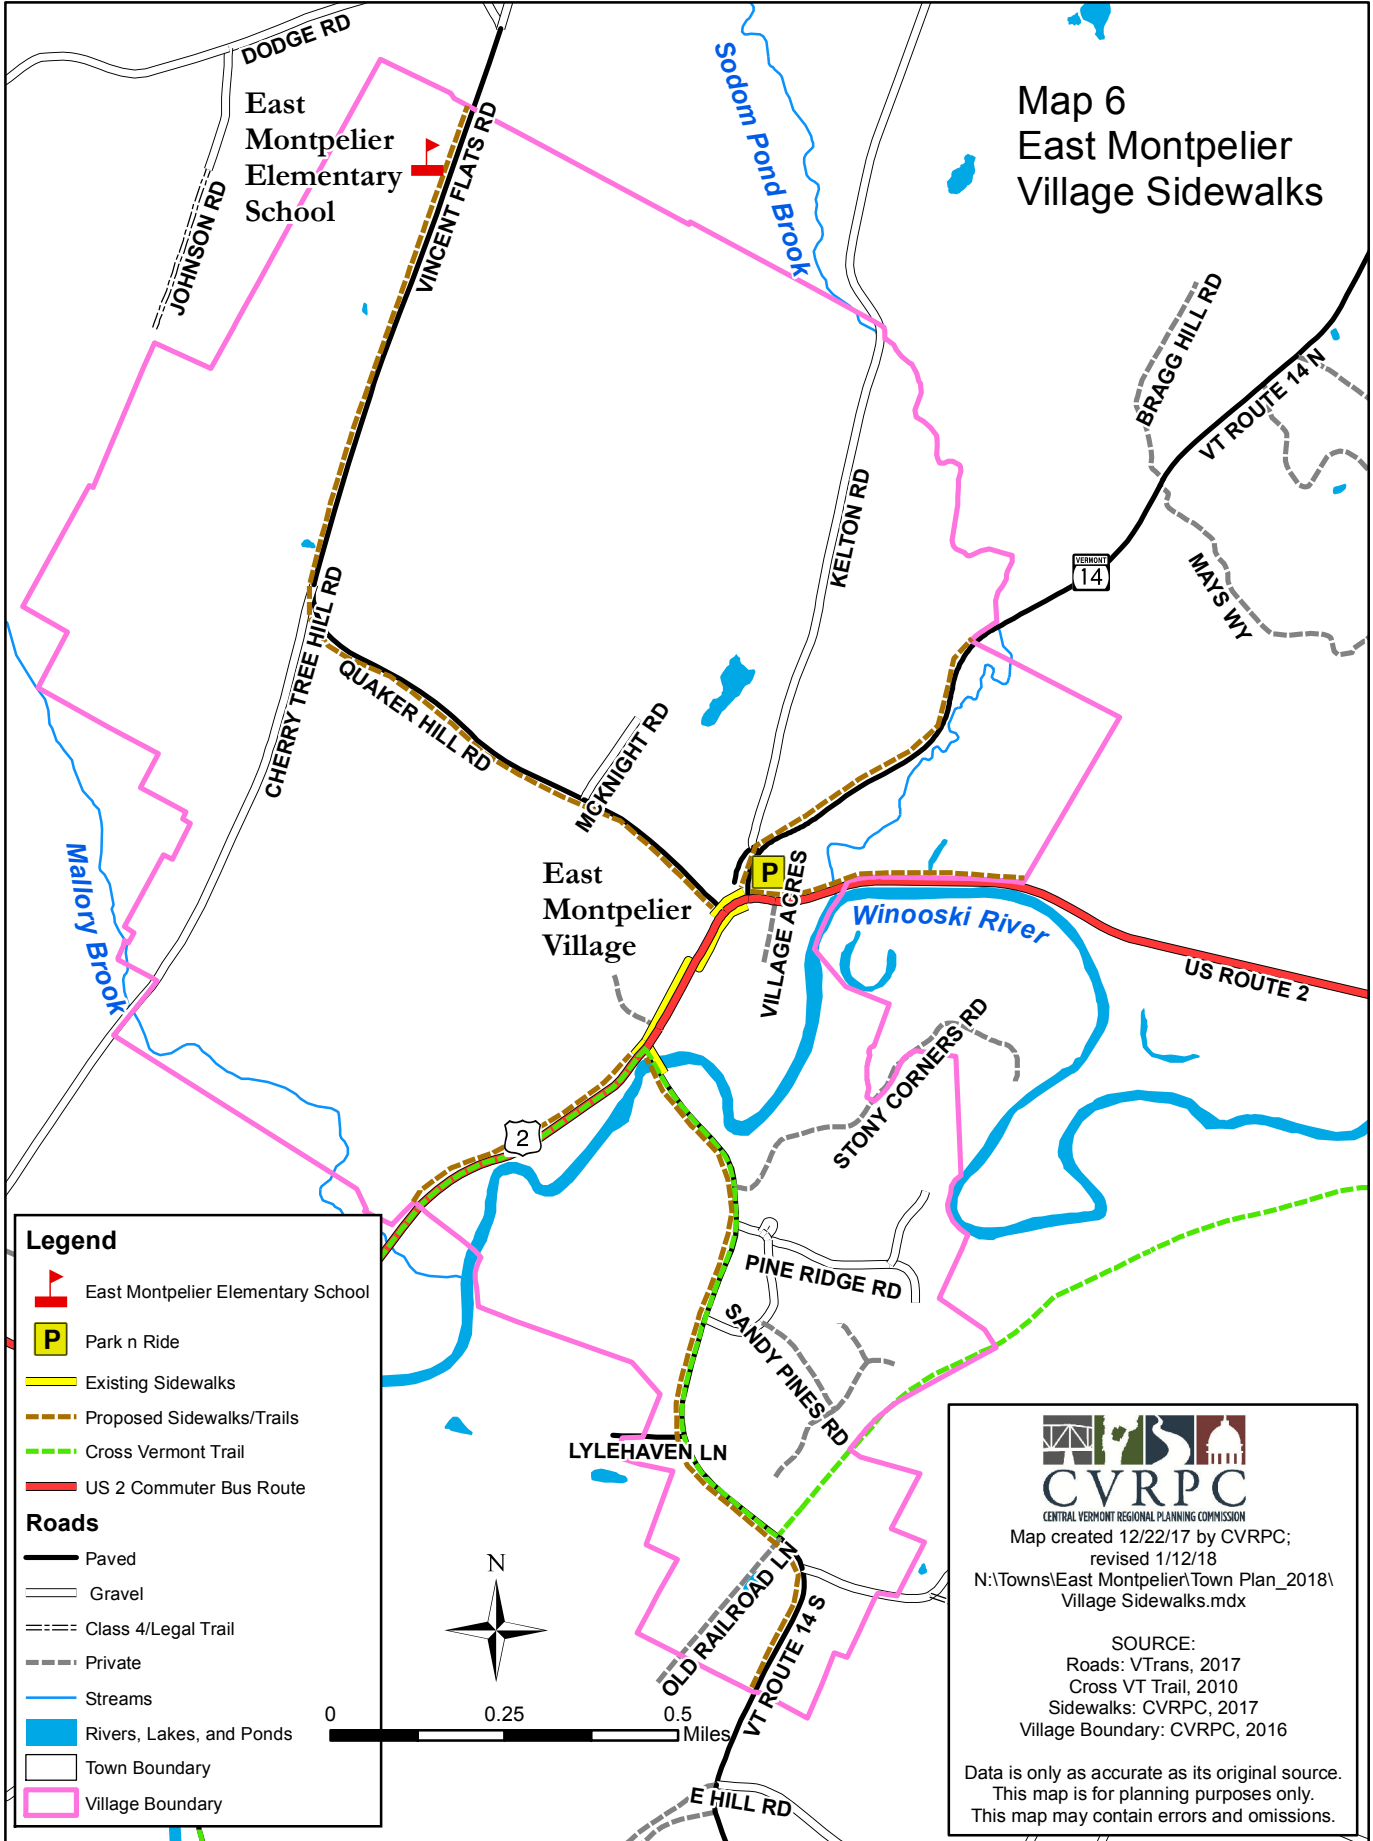 Map 6
East Montpelier
Village Sidewalks
DODGE RD
East
Montpelier
Elementary
School
JOHNSON RD
VINCENT FLATS RD
Sodom Pond Brook
BRAGG HILL RD
VT ROUTE 14 N
KELTON RD
VERMONT
14
MAYS WY
CHERRY TREE HILL RD
QUAKER HILL RD
MCKNIGHT RD
Mallory Brook
East
Montpelier
Village
P
VILLAGE ACRES
Winooski River
US ROUTE 2
STONY CORNERS RD
2
PINE RIDGE RD
SANDY PINES RD
LYLEHAVEN LN
OLD RAILROAD LN
VT ROUTE 14 S
E HILL RD
Legend
East Montpelier Elementary School
P
Park n Ride
Existing Sidewalks
Proposed Sidewalks/Trails
Cross Vermont Trail
US 2 Commuter Bus Route
Roads
Paved
Gravel
Class 4/Legal Trail
Private
Streams
Rivers, Lakes, and Ponds
Town Boundary
Village Boundary
N
0 0.25 0.5
Miles
CVRPC
CENTRAL VERMONT REGIONAL PLANNING COMMISSION
Map created 12/22/17 by CVRPC;
revised 1/12/18
N:\Towns\East Montpelier\Town Plan_2018\
Village Sidewalks.mdx
SOURCE:
Roads: VTrans, 2017
Cross VT Trail, 2010
Sidewalks: CVRPC, 2017
Village Boundary: CVRPC, 2016
Data is only as accurate as its original source.
This map is for planning purposes only.
This map may contain errors and omissions.